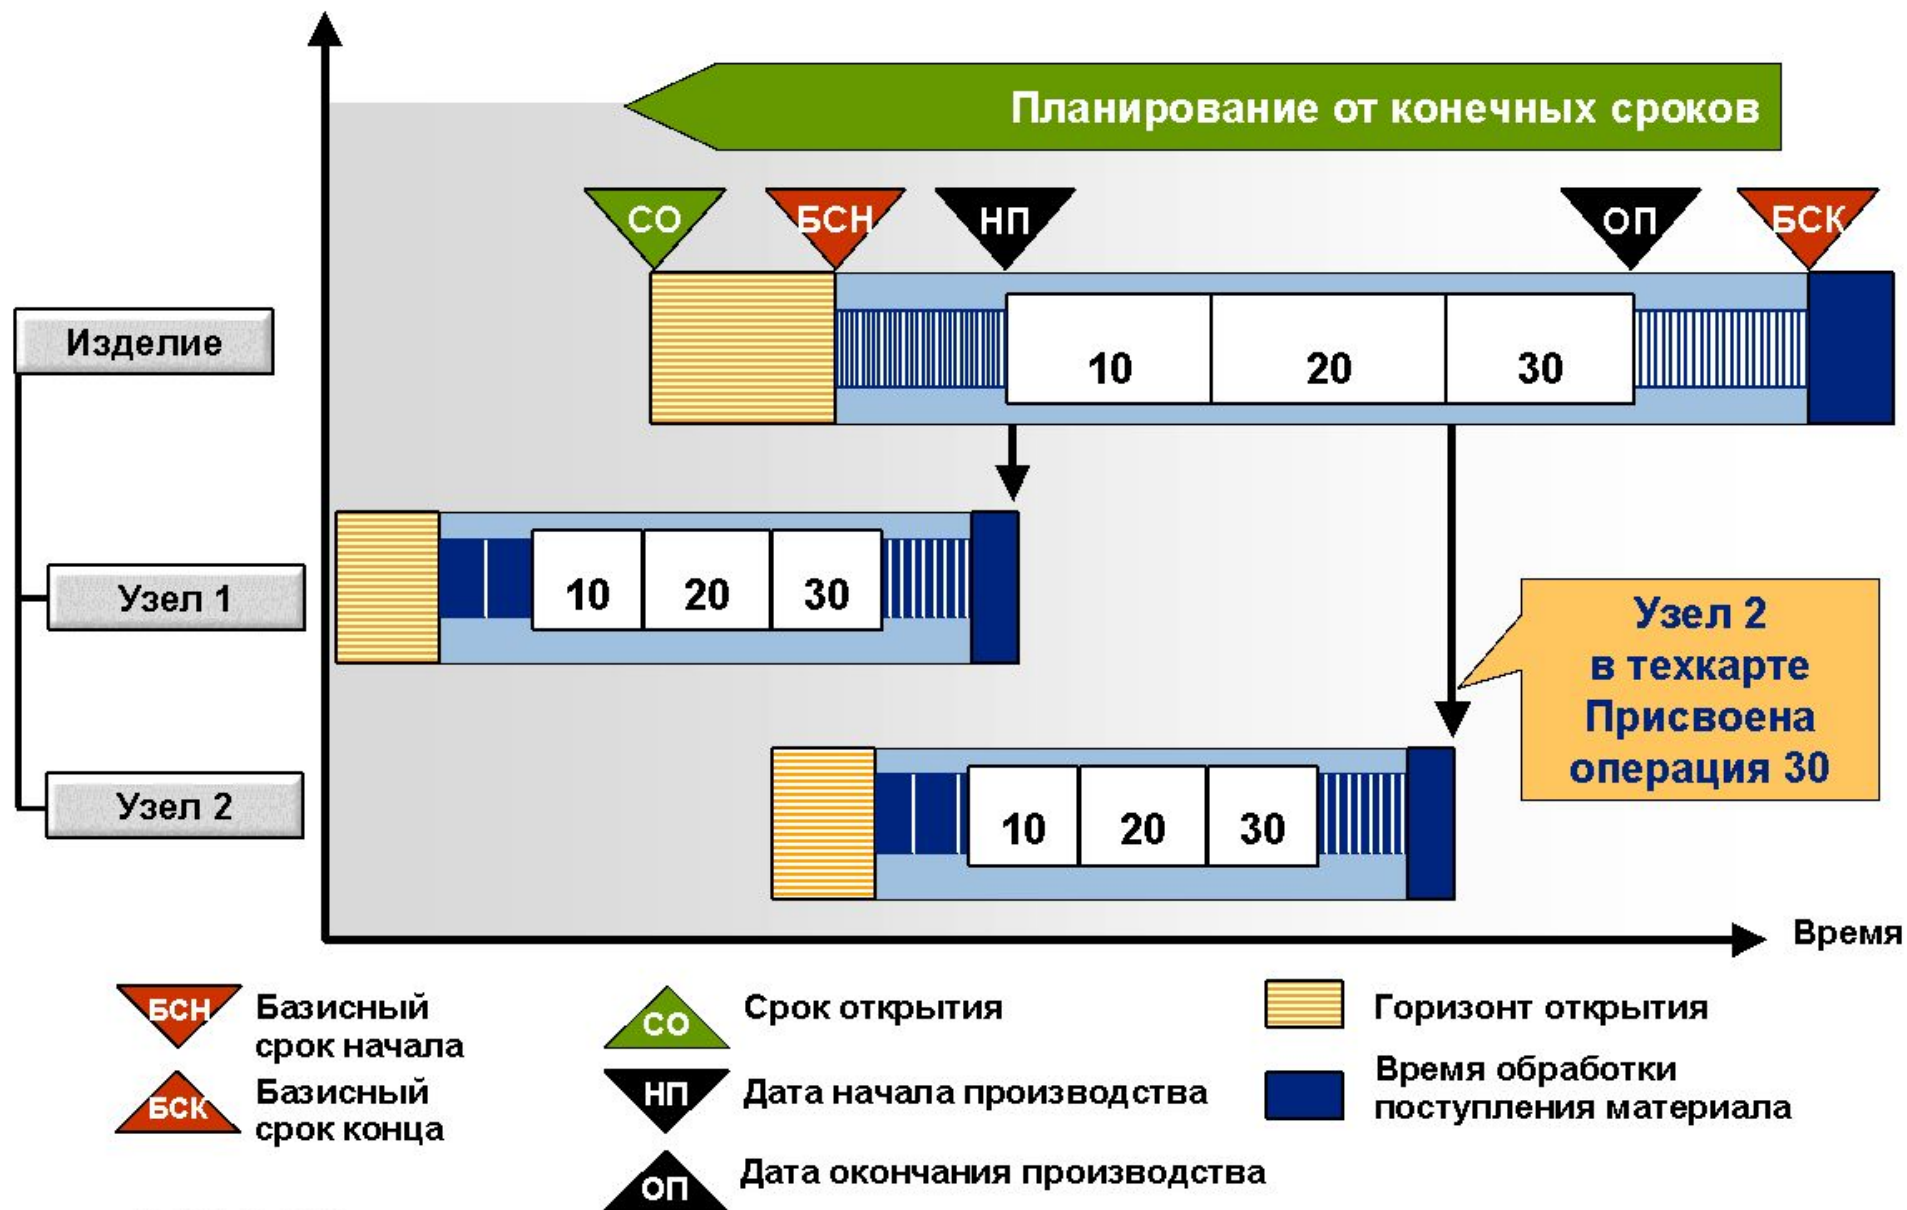 Планирование от конечных сроков
СО
БСН
НП
ОП
БСК
Изделие
10
20
30
Узел 1
10
20
30
Узел 2
в техкарте
Присвоена
операция 30
Узел 2
10
20
30
Время
БСН
Базисный
срок начала
БСК
Базисный
срок конца
СО
Срок открытия
НП
Дата начала производства
ОП
Дата окончания производства
Горизонт открытия
Время обработки
поступления материала